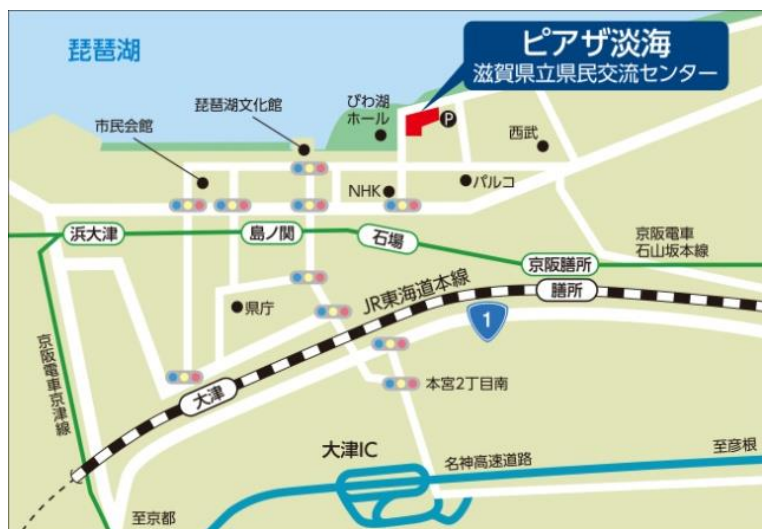 琵琶湖
ピアザ淡海
滋賀県立県民交流センター
琵琶湖文化館
びわ湖
ホール
市民会館
P
西武
NHK
パルコ
浜大津
島ノ関
石場
京阪膳所
京阪電車
石山坂本線
県庁
JR東海道本線
膳所
1
京阪電車京津線
大津
本宮2丁目南
大津IC
名神高速道路
至彦根
至京都